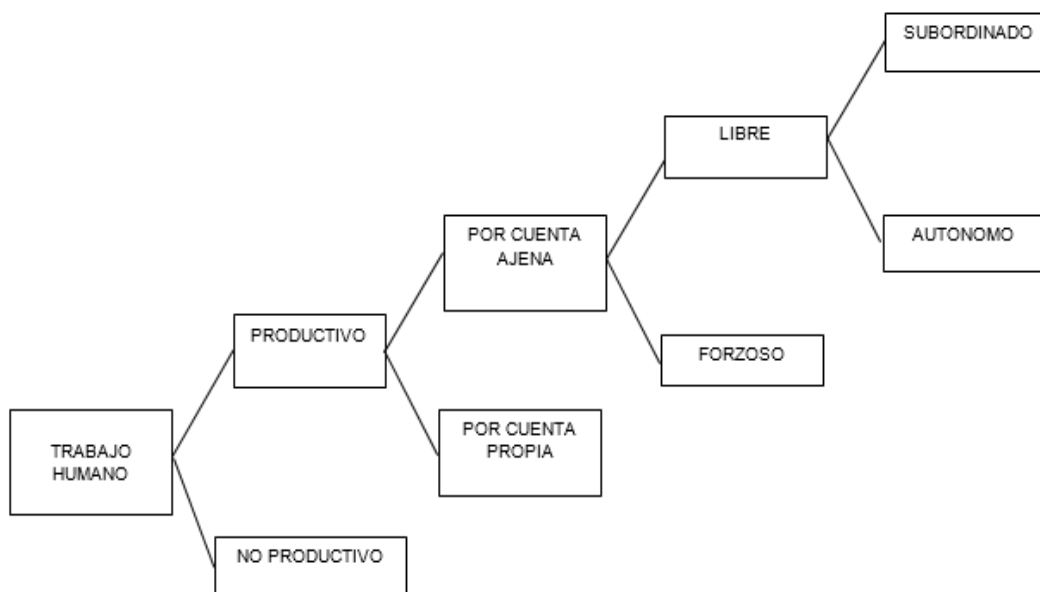 SUBORDINADO
LIBRE
POR CUENTA
AJENA
AUTONOMO
PRODUCTIVO
FORZOSO
POR CUENTA
PROPIA
TRABAJO
HUMANO
NO PRODUCTIVO